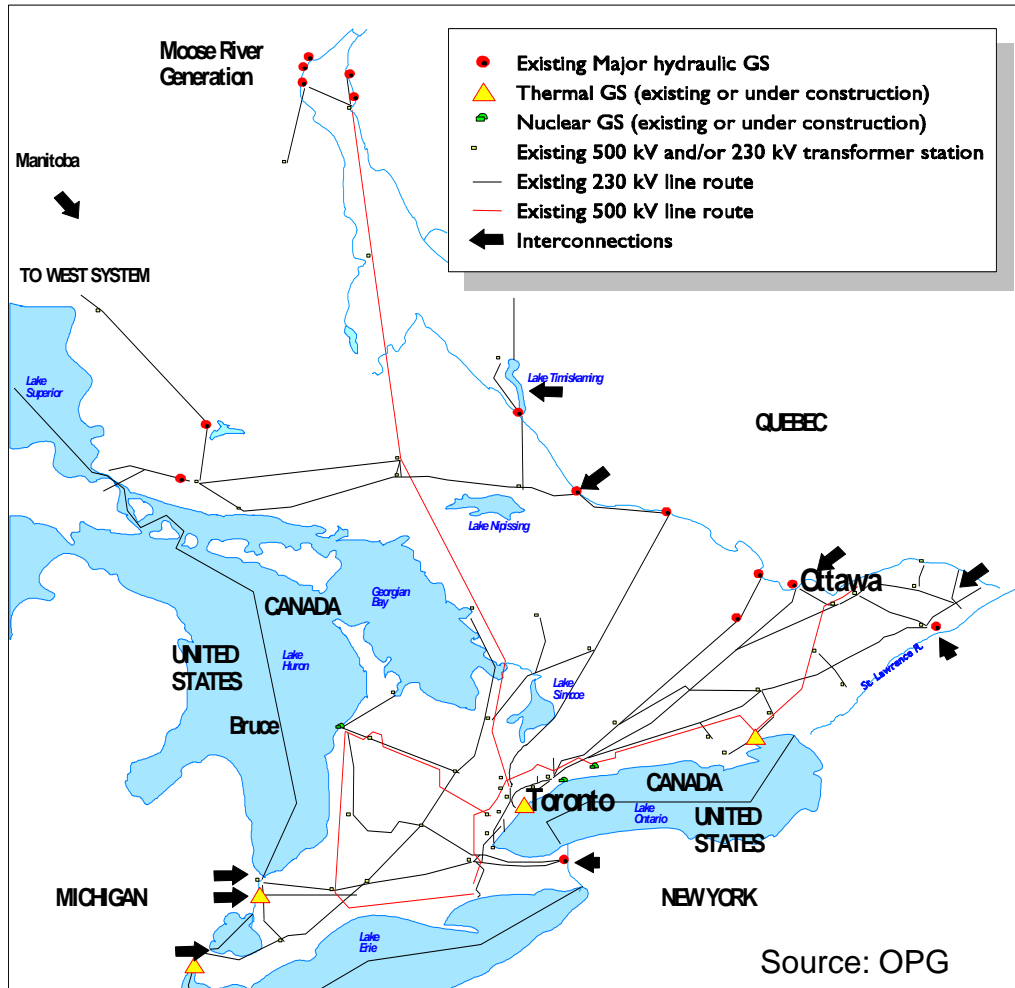 Moose River
Generation
Existing Major hydraulic GS
Thermal GS (existing or under construction)
Nuclear GS (existing or under construction)
Existing 500 kV and/or 230 kV transformer station
Existing 230 kV line route
Existing 500 kV line route
Interconnections
Manitoba
TO WEST SYSTEM
Lake
Superior
Lake Timiskaming
QUEBEC
Lake Nipissing
Ottawa
Georgian
Bay
CANADA
UNITED
STATES
Lake
Huron
Lake
Simcoe
St-Lawrence R.
Bruce
CANADA
Toronto
Lake
Ontario
UNITED
STATES
MICHIGAN
NEW YORK
Lake
Erie
Source: OPG